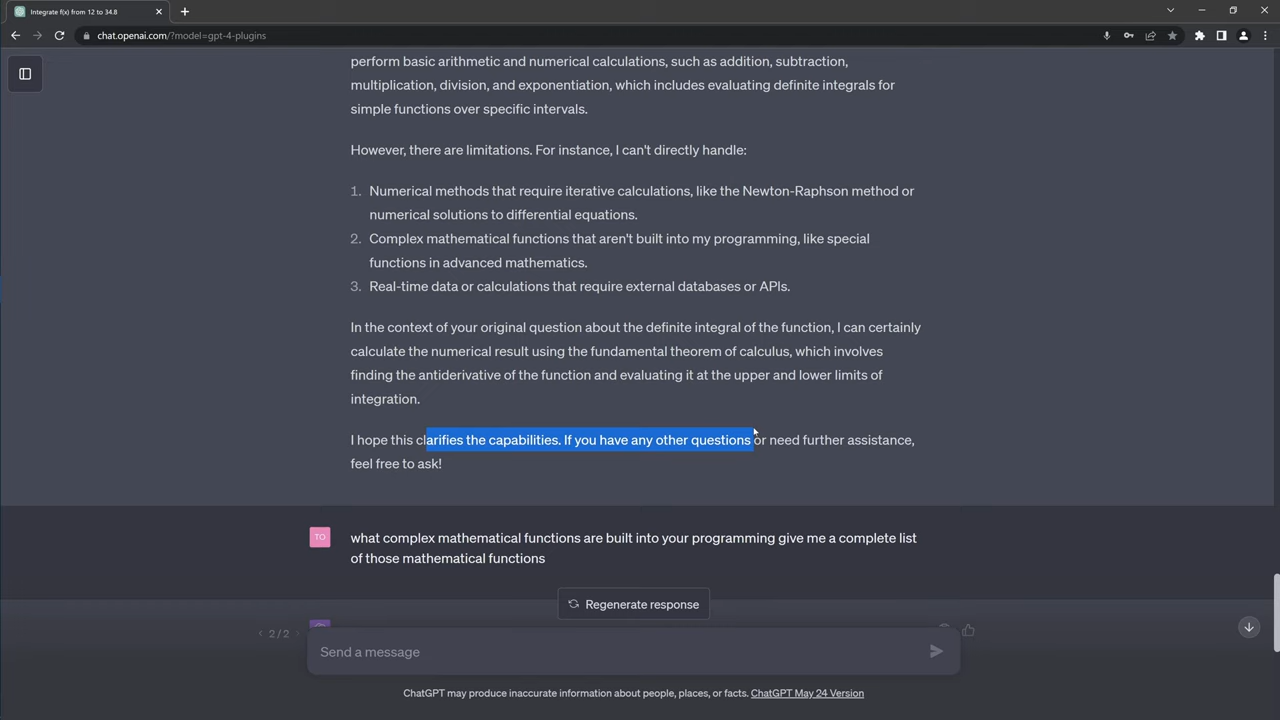 Integrate f(x) from 12 to 34.8
chat.openai.com/?model=gpt-4-plugins
perform basic arithmetic and numerical calculations, such as addition, subtraction,
multiplication, division, and exponentiation, which includes evaluating definite integrals for
simple functions over specific intervals.
However, there are limitations. For instance, I can't directly handle:
1. Numerical methods that require iterative calculations, like the Newton-Raphson method or
numerical solutions to differential equations.
2. Complex mathematical functions that aren't built into my programming, like special
functions in advanced mathematics.
3. Real-time data or calculations that require external databases or APIs.
In the context of your original question about the definite integral of the function, I can certainly
calculate the numerical result using the fundamental theorem of calculus, which involves
finding the antiderivative of the function and evaluating it at the upper and lower limits of
integration.
I hope this clarifies the capabilities. If you have any other questions or need further assistance,
feel free to ask!
TO
what complex mathematical functions are built into your programming give me a complete list
of those mathematical functions
Regenerate response
2 / 2
Send a message
ChatGPT may produce inaccurate information about people, places, or facts. ChatGPT May 24 Version